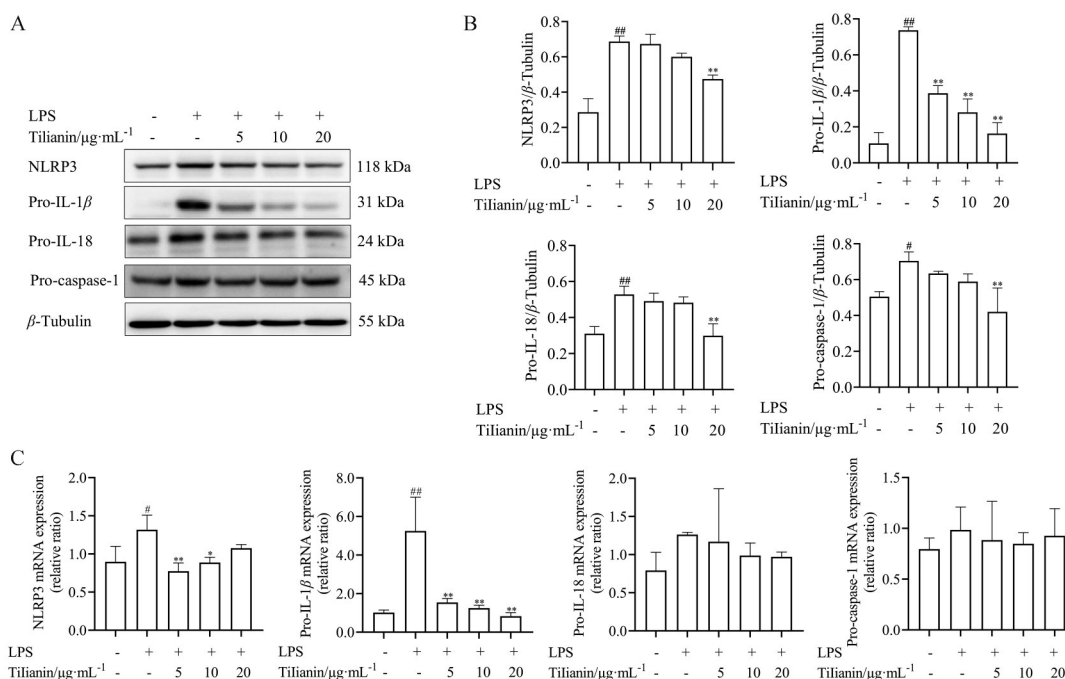 A
LPS - + + + +
Tilianin/µg·mL-1 - - 5 10 20
NLRP3 118 kDa
Pro-IL-1β 31 kDa
Pro-IL-18 24 kDa
Pro-caspase-1 45 kDa
β-Tubulin 55 kDa
B
NLRP3/β-Tubulin
0.8
0.6
0.4
0.2
0.0
##
**
LPS - + + + +
Tilianin/µg·mL-1 - - 5 10 20
Pro-IL-1β/β-Tubulin
0.8
0.6
0.4
0.2
0.0
##
**
**
**
LPS - + + + +
Tilianin/µg·mL-1 - - 5 10 20
Pro-IL-18/β-Tubulin
0.8
0.6
0.4
0.2
0.0
##
**
LPS - + + + +
Tilianin/µg·mL-1 - - 5 10 20
Pro-caspase-1/β-Tubulin
0.8
0.6
0.4
0.2
0.0
#
**
LPS - + + + +
Tilianin/µg·mL-1 - - 5 10 20
C
NLRP3 mRNA expression
(relative ratio)
2.0
1.5
1.0
0.5
0.0
#
**
*
LPS - + + + +
Tilianin/µg·mL-1 - - 5 10 20
Pro-IL-1β mRNA expression
(relative ratio)
8.0
6.0
4.0
2.0
0.0
##
**
**
**
LPS - + + + +
Tilianin/µg·mL-1 - - 5 10 20
Pro-IL-18 mRNA expression
(relative ratio)
2.0
1.5
1.0
0.5
0.0
LPS - + + + +
Tilianin/µg·mL-1 - - 5 10 20
Pro-caspase-1 mRNA expression
(relative ratio)
1.5
1.0
0.5
0.0
LPS - + + + +
Tilianin/µg·mL-1 - - 5 10 20